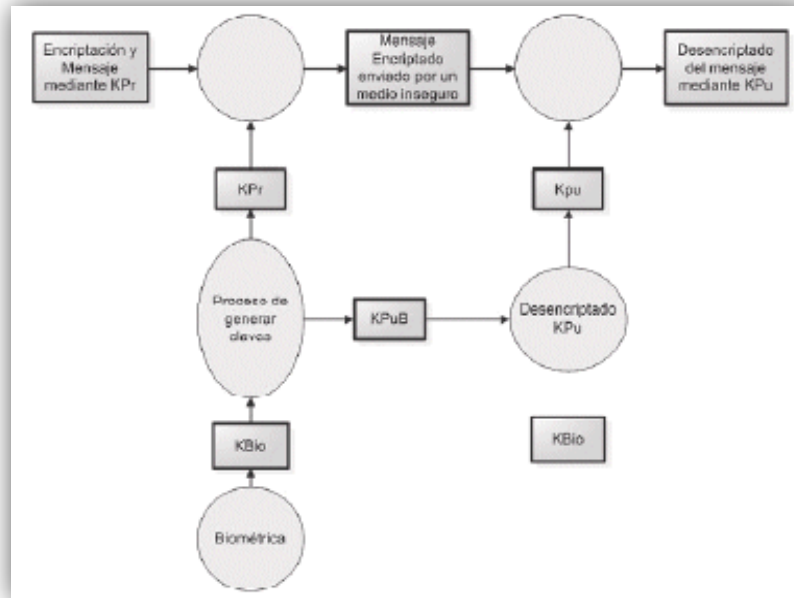 Encriptación y
Mensaje
mediante KPr
Mensaje
Encriptado
enviado por un
medio inseguro
Desencriptado
del mensaje
mediante KPu
KPr
Kpu
Proceso de
generar
claves
KPuB
Desencriptado
KPu
KBio
KBio
Biométrica